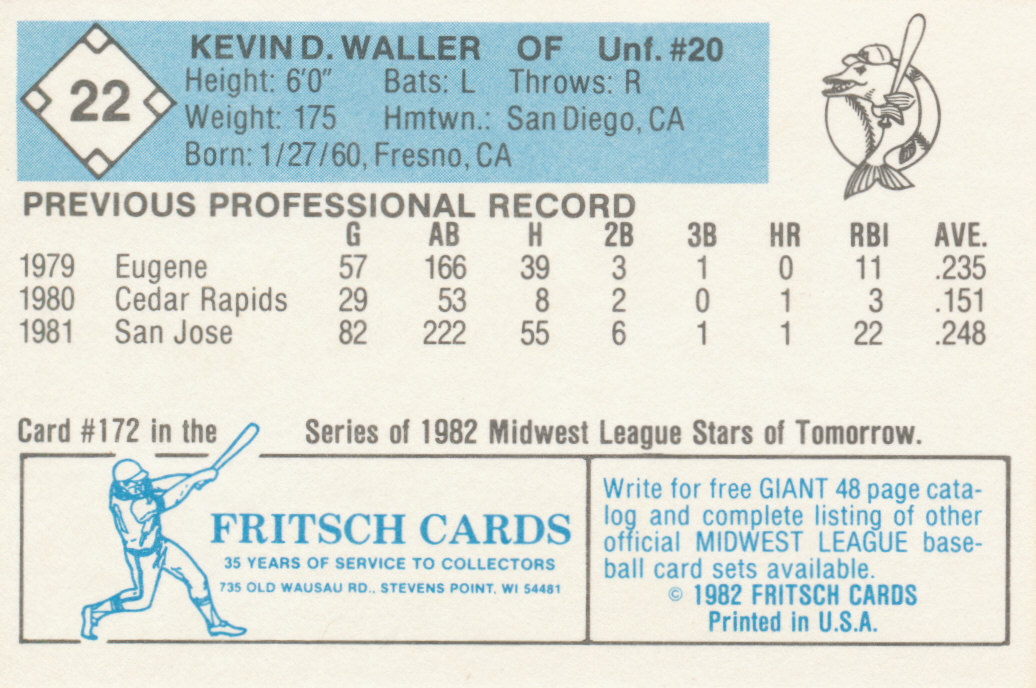 22
KEVIN D. WALLER OF Unf. #20
Height: 6'0" Bats: L Throws: R
Weight: 175 Hmtwn.: San Diego, CA
Born: 1/27/60, Fresno, CA
PREVIOUS PROFESSIONAL RECORD
G AB H 2B 3B HR RBI AVE.
1979 Eugene 57 166 39 3 1 0 11 .235
1980 Cedar Rapids 29 53 8 2 0 1 3 .151
1981 San Jose 82 222 55 6 1 1 22 .248
Card #172 in the Series of 1982 Midwest League Stars of Tomorrow.
FRITSCH CARDS
35 YEARS OF SERVICE TO COLLECTORS
735 OLD WAUSAU RD., STEVENS POINT, WI 54481
Write for free GIANT 48 page cata-
log and complete listing of other
official MIDWEST LEAGUE base-
ball card sets available.
© 1982 FRITSCH CARDS
Printed in U.S.A.